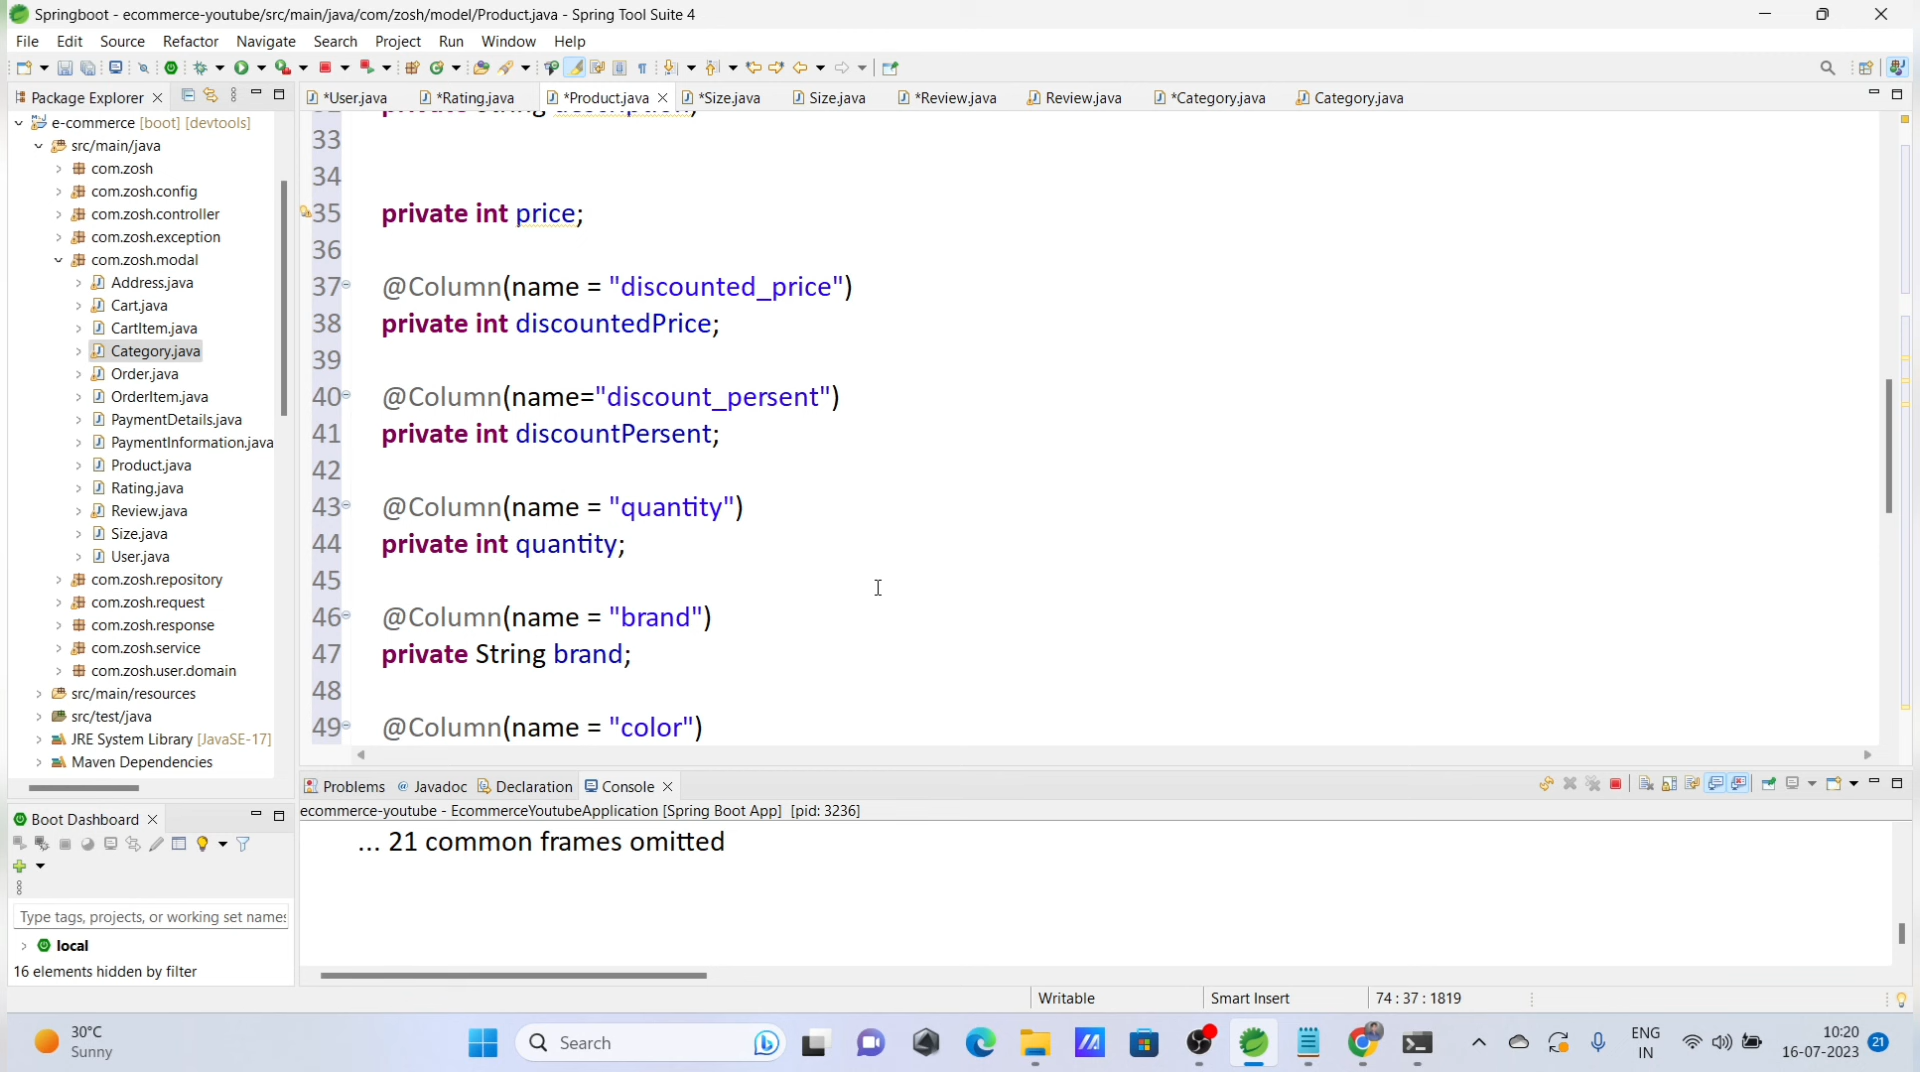 Springboot - ecommerce-youtube/src/main/java/com/zosh/model/Product.java - Spring Tool Suite 4
File Edit Source Refactor Navigate Search Project Run Window Help
Package Explorer
*User.java *Rating.java *Product.java *Size.java Size.java *Review.java Review.java *Category.java Category.java
e-commerce [boot] [devtools]
src/main/java
com.zosh
com.zosh.config
com.zosh.controller
com.zosh.exception
com.zosh.modal
Address.java
Cart.java
CartItem.java
Category.java
Order.java
OrderItem.java
PaymentDetails.java
PaymentInformation.java
Product.java
Rating.java
Review.java
Size.java
User.java
com.zosh.repository
com.zosh.request
com.zosh.response
com.zosh.service
com.zosh.user.domain
src/main/resources
src/test/java
JRE System Library [JavaSE-17]
Maven Dependencies
33
34
35 private int price;
36
37 @Column(name = "discounted_price")
38 private int discountedPrice;
39
40 @Column(name="discount_persent")
41 private int discountPersent;
42
43 @Column(name = "quantity")
44 private int quantity;
45
46 @Column(name = "brand")
47 private String brand;
48
49 @Column(name = "color")
Problems Javadoc Declaration Console
ecommerce-youtube - EcommerceYoutubeApplication [Spring Boot App] [pid: 3236]
... 21 common frames omitted
Boot Dashboard
Type tags, projects, or working set names
local
16 elements hidden by filter
Writable Smart Insert 74 : 37 : 1819
30°C
Sunny
Search
ENG
IN
10:20
16-07-2023
21